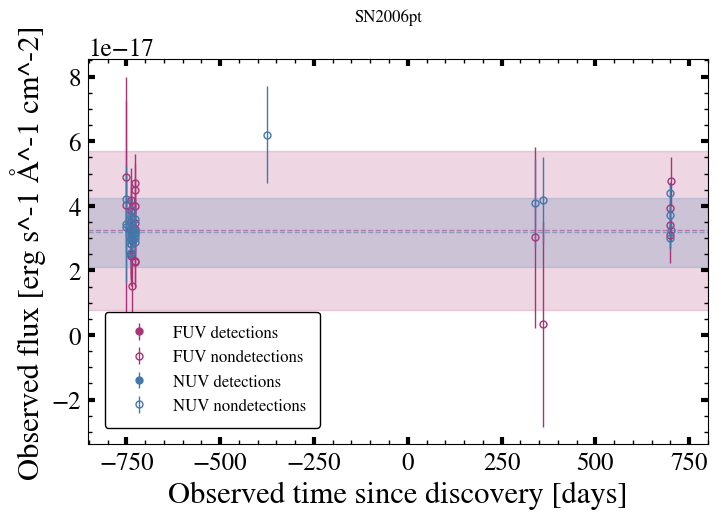 SN2006pt
1e−17
Observed flux [erg s^-1 Å^-1 cm^-2]
8
6
4
2
0
−2
FUV detections
FUV nondetections
NUV detections
NUV nondetections
−750 −500 −250 0 250 500 750
Observed time since discovery [days]